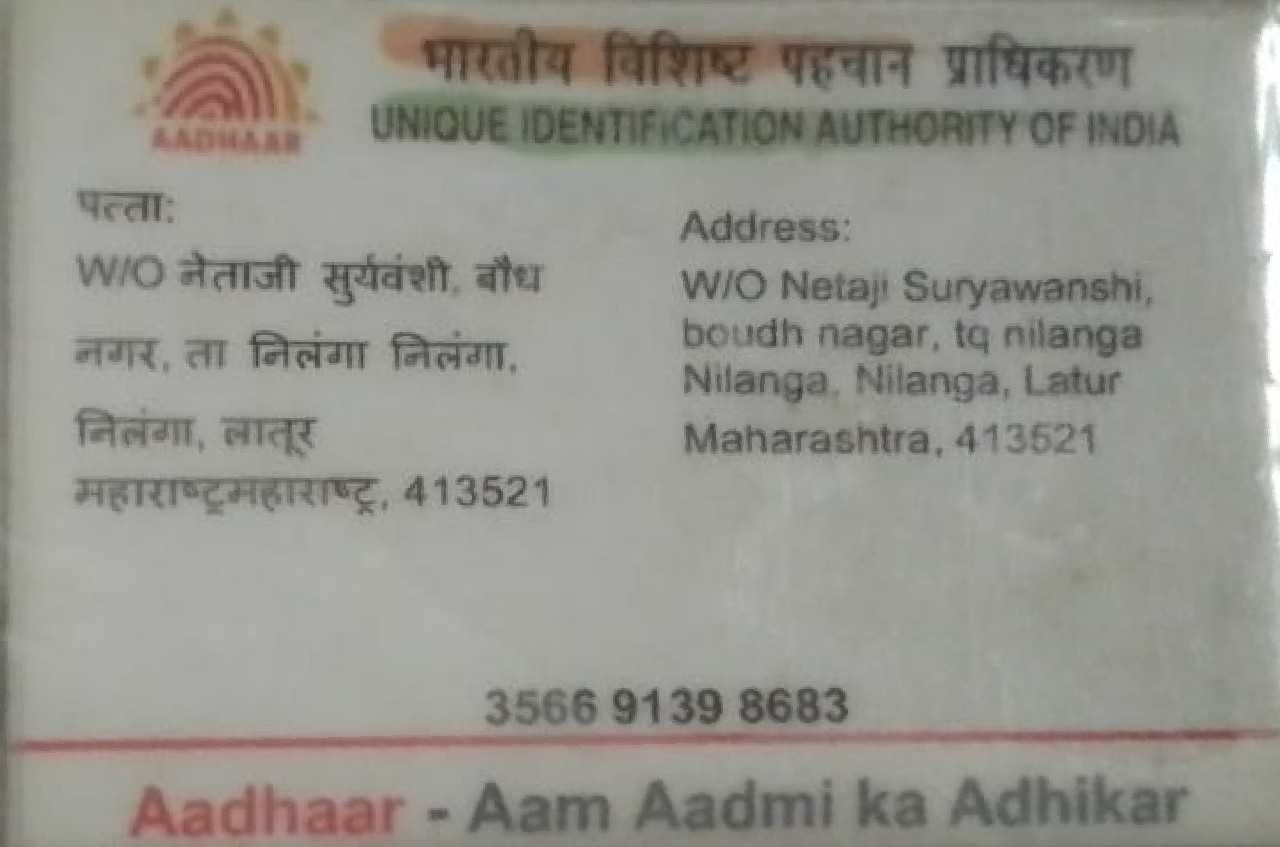 AADHAAR
भारतीय विशिष्ट पहचान प्राधिकरण
UNIQUE IDENTIFICATION AUTHORITY OF INDIA
पत्ता:
W/O नेताजी सुर्यवंशी, बौध
नगर, ता निलंगा निलंगा,
निलंगा, लातूर
महाराष्ट्रमहाराष्ट्र, 413521
Address:
W/O Netaji Suryawanshi,
boudh nagar, tq nilanga
Nilanga, Nilanga, Latur
Maharashtra, 413521
3566 9139 8683
Aadhaar - Aam Aadmi ka Adhikar